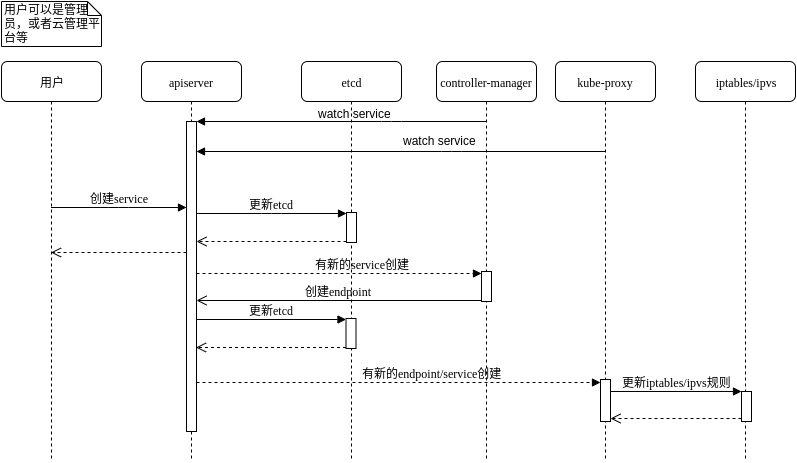 用户可以是管理
员，或者云管理平
台等
用户
apiserver
etcd
controller-manager
kube-proxy
iptables/ipvs
watch service
watch service
创建service
更新etcd
有新的service创建
创建endpoint
更新etcd
有新的endpoint/service创建
更新iptables/ipvs规则